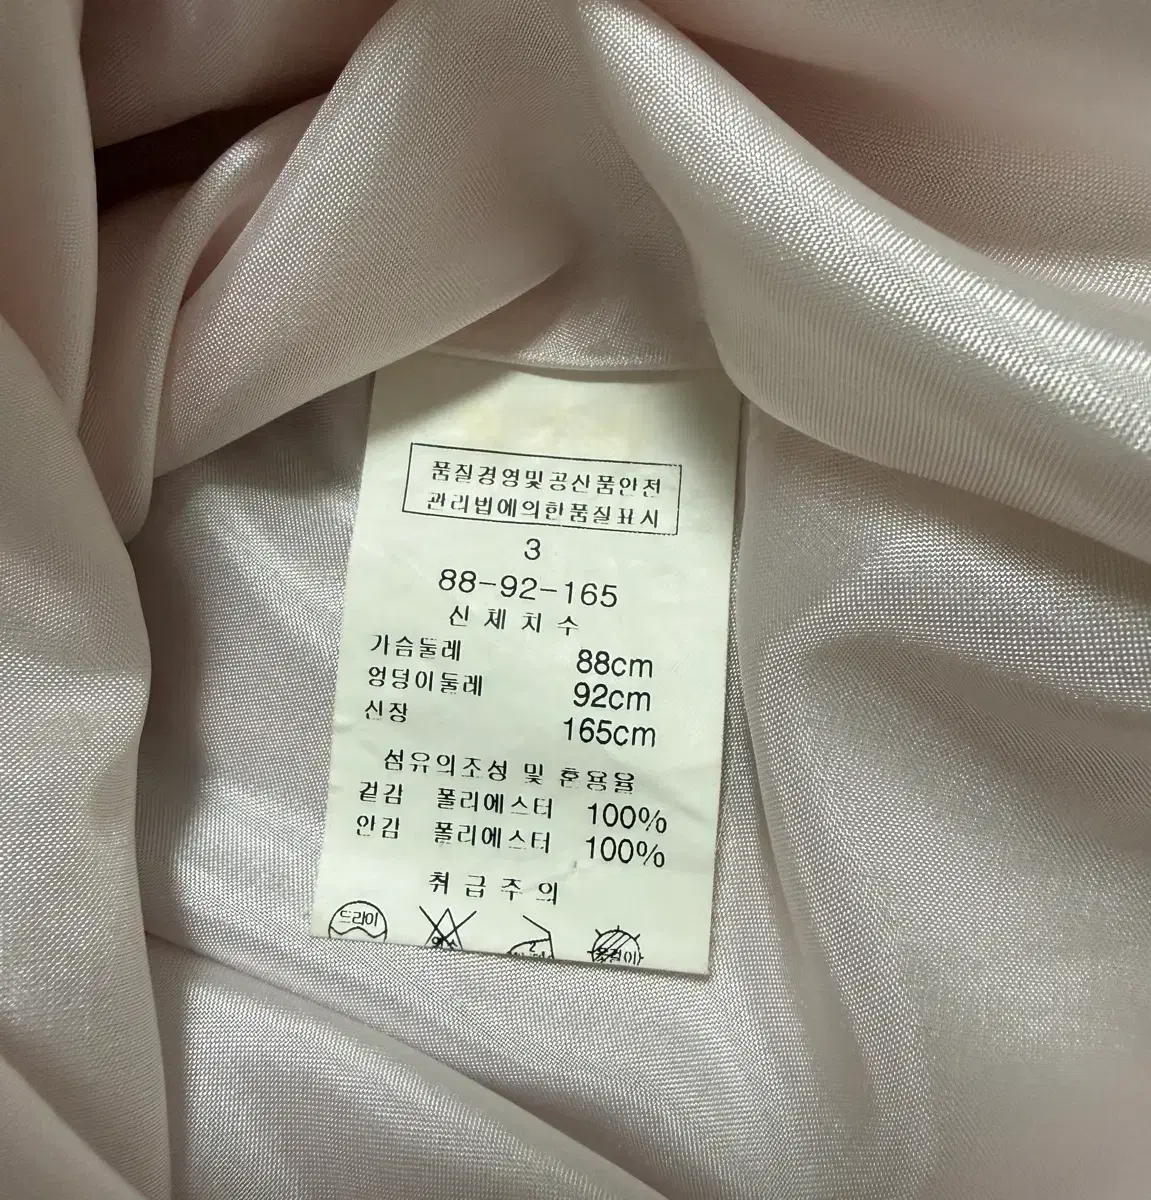 품질경영및공산품안전
관리법에의한품질표시
3
88-92-165
신체치수
가슴둘레 88cm
엉덩이둘레 92cm
신장 165cm
섬유의조성 및 혼용율
겉감 폴리에스터 100%
안감 폴리에스터 100%
취급주의
드라이
옷걸이